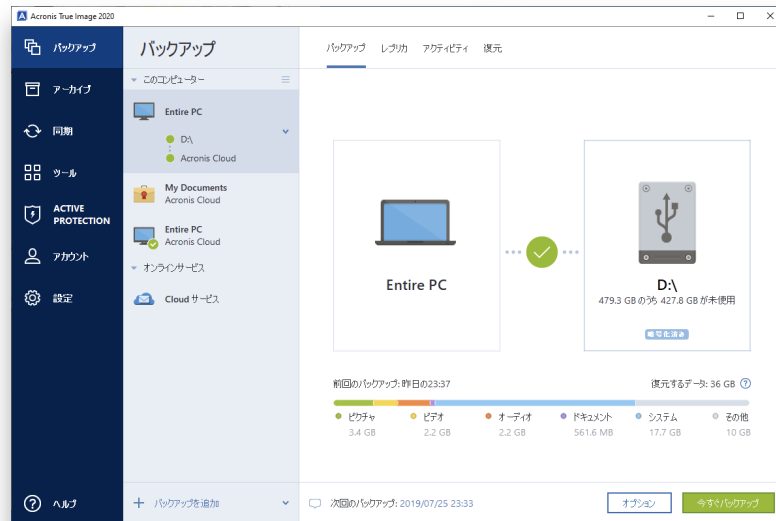 Acronis True Image 2020
バックアップ
アーカイブ
同期
ツール
ACTIVE
PROTECTION
アカウント
設定
ヘルプ
バックアップ
このコンピューター
Entire PC
D:\
Acronis Cloud
My Documents
Acronis Cloud
Entire PC
Acronis Cloud
オンラインサービス
Cloud サービス
バックアップを追加
バックアップ レプリカ アクティビティ 復元
Entire PC
D:\
479.3 GB のうち 427.8 GB が未使用
暗号化済み
前回のバックアップ: 昨日の23:37 復元するデータ: 36 GB
ピクチャ ビデオ オーディオ ドキュメント システム その他
3.4 GB 2.2 GB 2.2 GB 561.6 MB 17.7 GB 10 GB
次回のバックアップ: 2019/07/25 23:33 オプション 今すぐバックアップ